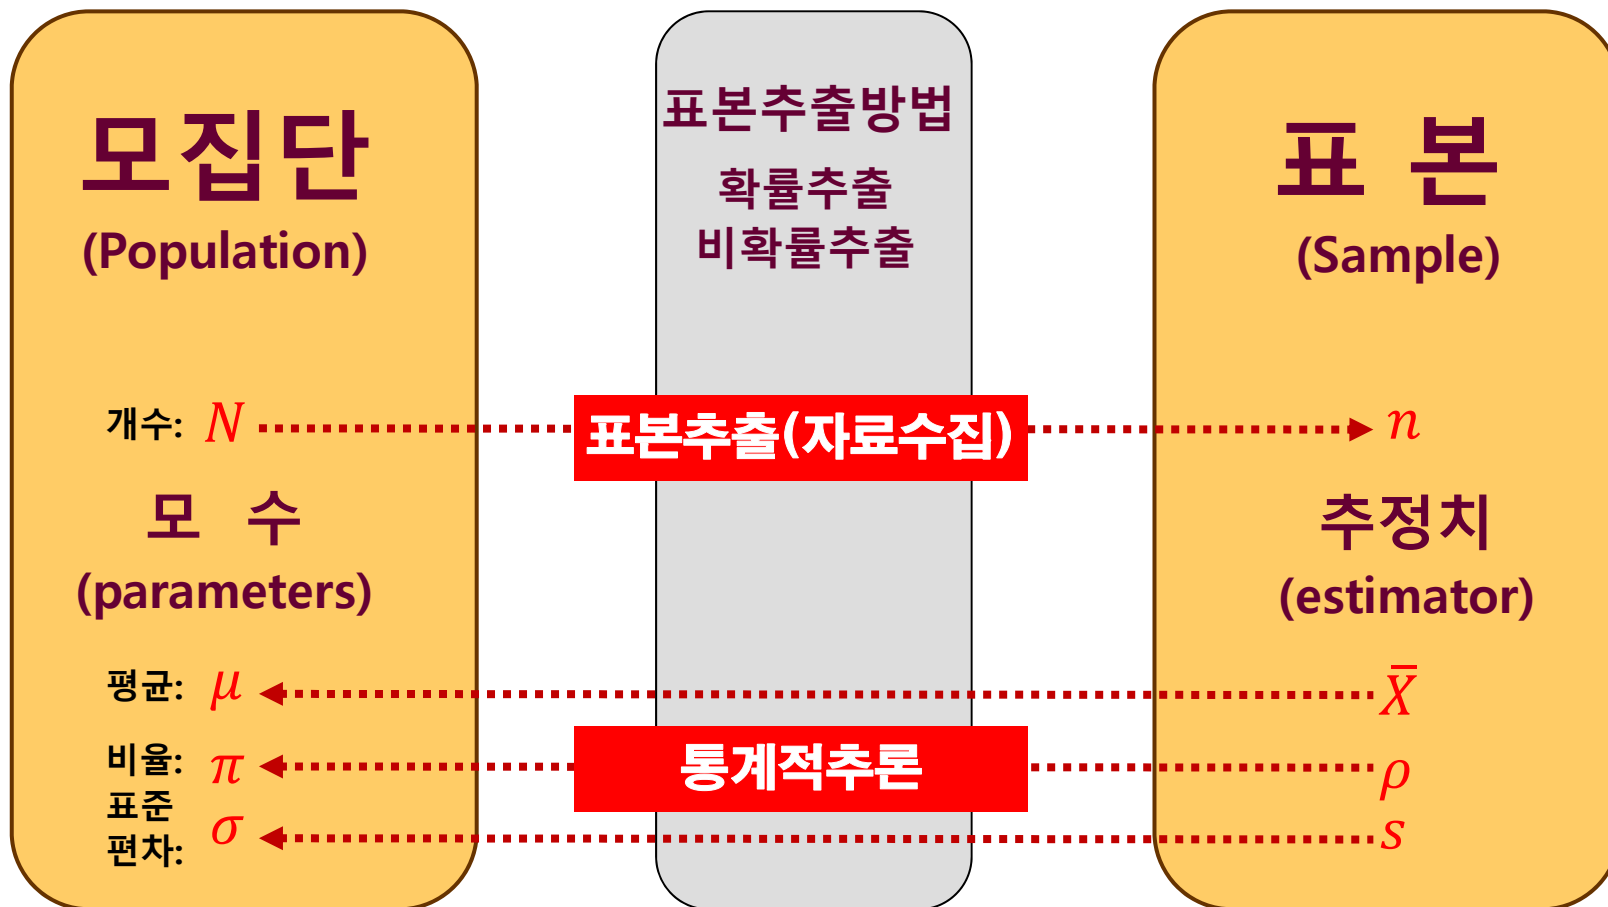 모집단
(Population)
개수: N
모 수
(parameters)
평균: μ
비율: π
표준
편차: σ
표본추출방법
확률추출
비확률추출
표본추출(자료수집)
통계적추론
표 본
(Sample)
n
추정치
(estimator)
X̄
ρ
s